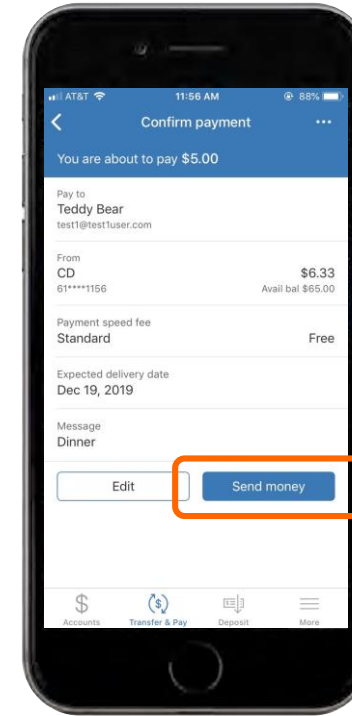 AT&T 11:56 AM 88%
Confirm payment ...
You are about to pay $5.00
Pay to
Teddy Bear
test1@test1user.com
From
CD $6.33
61****1156 Avail bal $65.00
Payment speed fee
Standard Free
Expected delivery date
Dec 19, 2019
Message
Dinner
Edit Send money
Accounts Transfer & Pay Deposit More